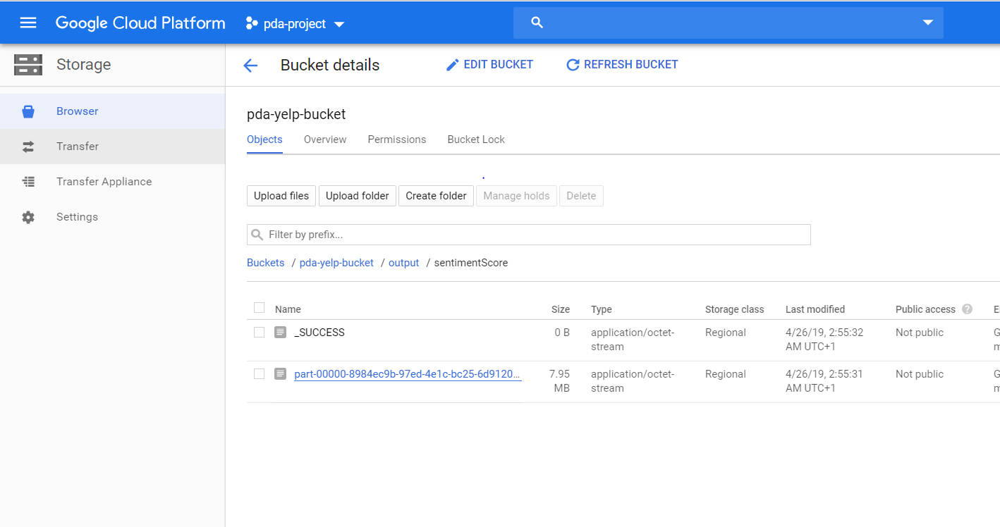 Google Cloud Platform pda-project
Storage
Bucket details EDIT BUCKET REFRESH BUCKET
Browser
Transfer
Transfer Appliance
Settings
pda-yelp-bucket
Objects Overview Permissions Bucket Lock
Upload files Upload folder Create folder Manage holds Delete
Filter by prefix...
Buckets / pda-yelp-bucket / output / sentimentScore
Name Size Type Storage class Last modified Public access ?
_SUCCESS 0 B application/octet- Regional 4/26/19, 2:55:32 Not public
stream AM UTC+1
part-00000-8984ec9b-97ed-4e1c-bc25-6d9120... 7.95 application/octet- Regional 4/26/19, 2:55:31 Not public
MB stream AM UTC+1